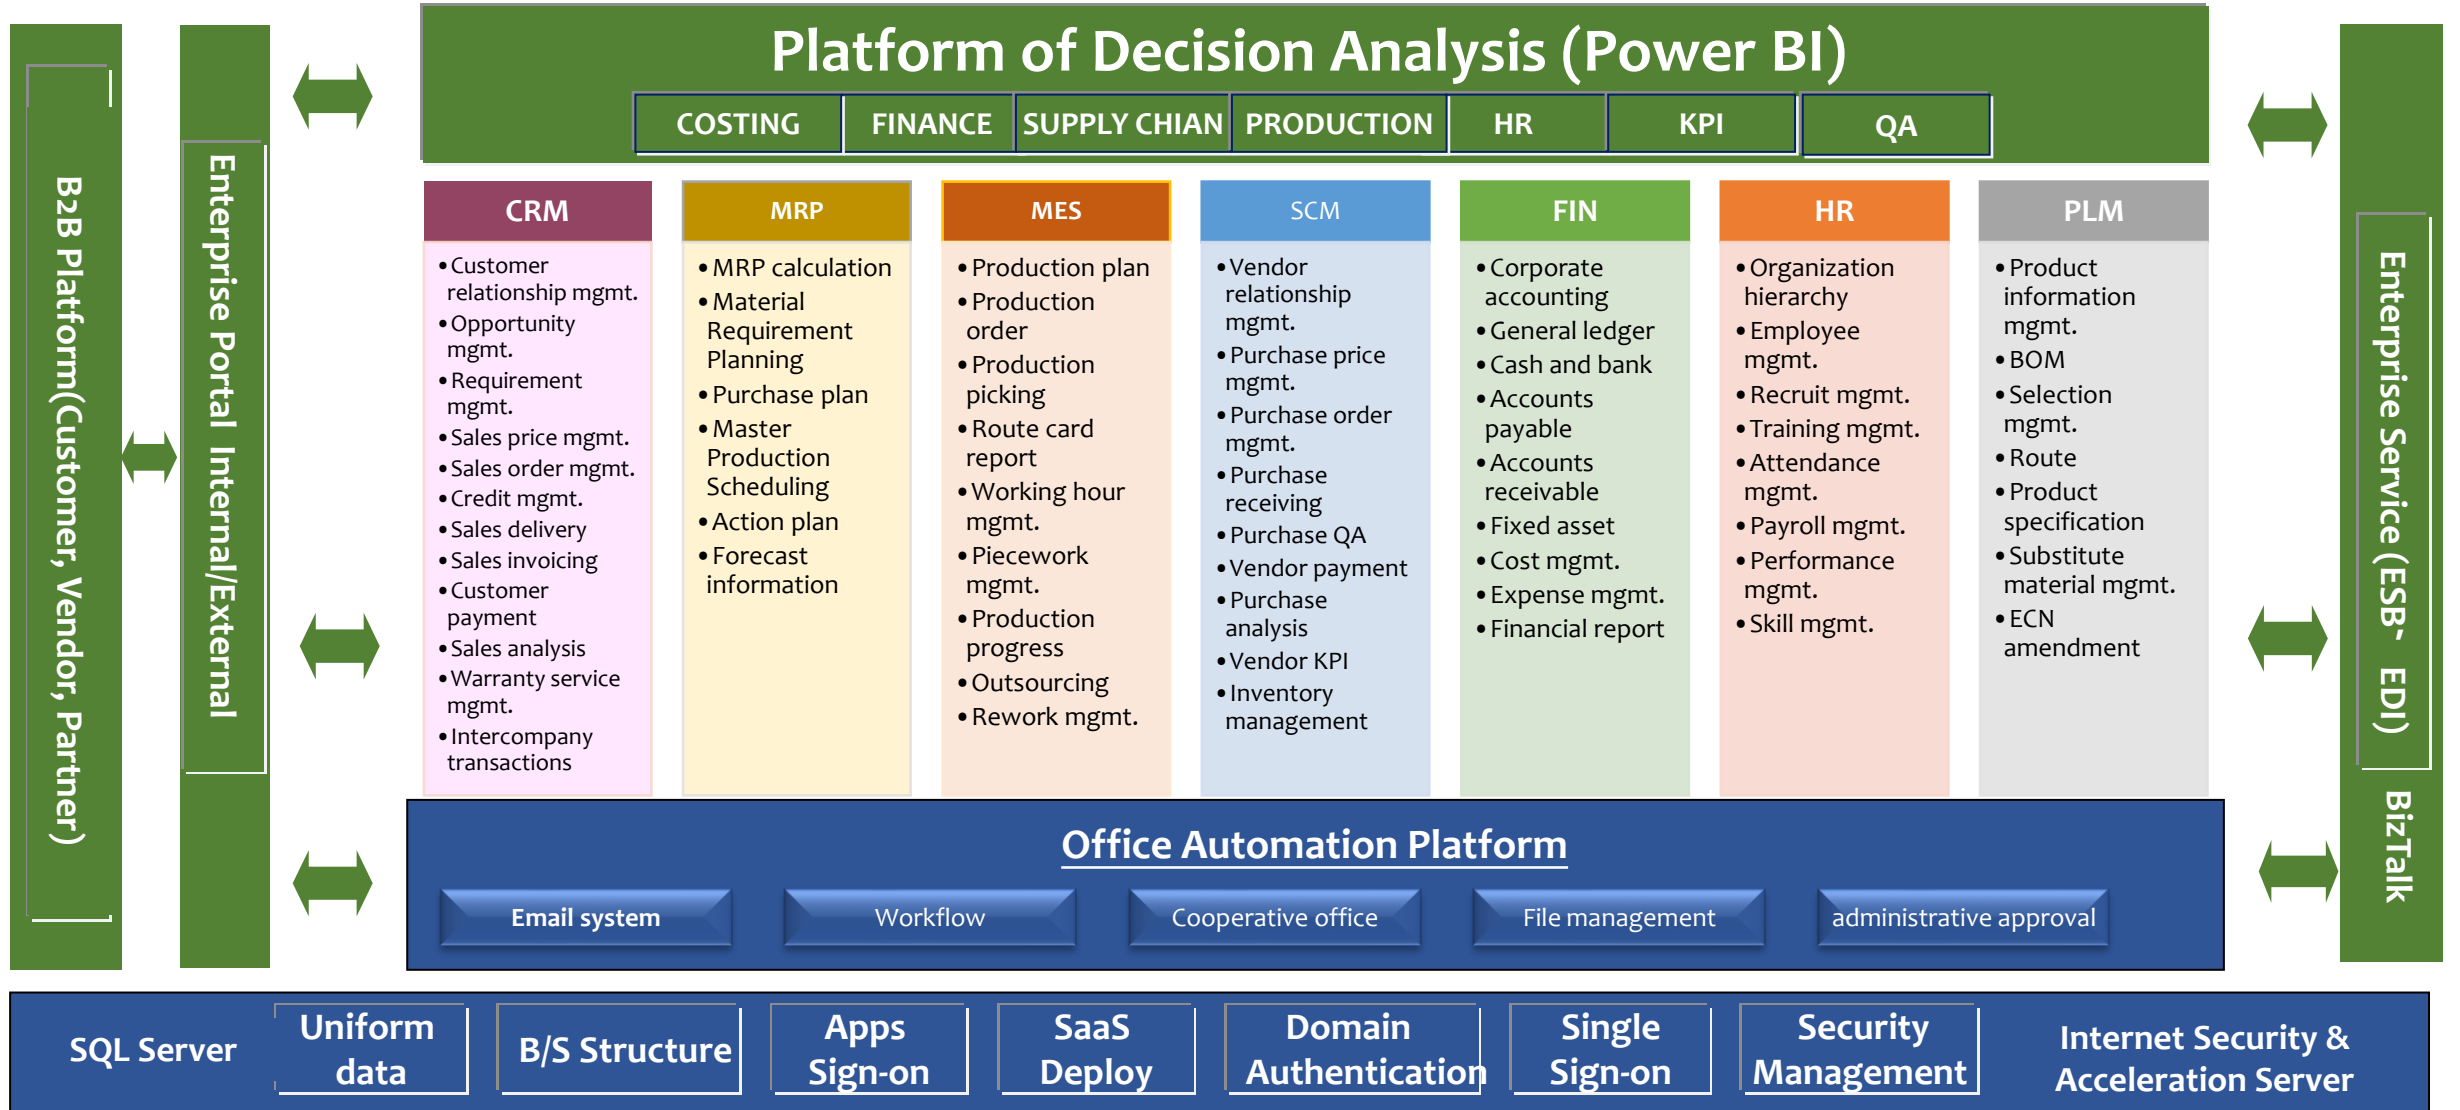 Platform of Decision Analysis (Power BI)
COSTING
FINANCE
SUPPLY CHIAN
PRODUCTION
HR
KPI
QA
B2B Platform(Customer, Vendor, Partner)
Enterprise Portal Internal/External
CRM
•Customer
relationship mgmt.
•Opportunity
mgmt.
•Requirement
mgmt.
•Sales price mgmt.
•Sales order mgmt.
•Credit mgmt.
•Sales delivery
•Sales invoicing
•Customer
payment
•Sales analysis
•Warranty service
mgmt.
•Intercompany
transactions
MRP
•MRP calculation
•Material
Requirement
Planning
•Purchase plan
•Master
Production
Scheduling
•Action plan
•Forecast
information
MES
•Production plan
•Production
order
•Production
picking
•Route card
report
•Working hour
mgmt.
•Piecework
mgmt.
•Production
progress
•Outsourcing
•Rework mgmt.
SCM
•Vendor
relationship
mgmt.
•Purchase price
mgmt.
•Purchase order
mgmt.
•Purchase
receiving
•Purchase QA
•Vendor payment
•Purchase
analysis
•Vendor KPI
•Inventory
management
FIN
•Corporate
accounting
•General ledger
•Cash and bank
•Accounts
payable
•Accounts
receivable
•Fixed asset
•Cost mgmt.
•Expense mgmt.
•Financial report
HR
•Organization
hierarchy
•Employee
mgmt.
•Recruit mgmt.
•Training mgmt.
•Attendance
mgmt.
•Payroll mgmt.
•Performance
mgmt.
•Skill mgmt.
PLM
•Product
information
mgmt.
•BOM
•Selection
mgmt.
•Route
•Product
specification
•Substitute
material mgmt.
•ECN
amendment
Enterprise Service(ESB、 EDI) BizTalk
Office Automation Platform
Email system
Workflow
Cooperative office
File management
administrative approval
SQL Server
Uniform
data
B/S Structure
Apps
Sign-on
SaaS
Deploy
Domain
Authentication
Single
Sign-on
Security
Management
Internet Security &
Acceleration Server